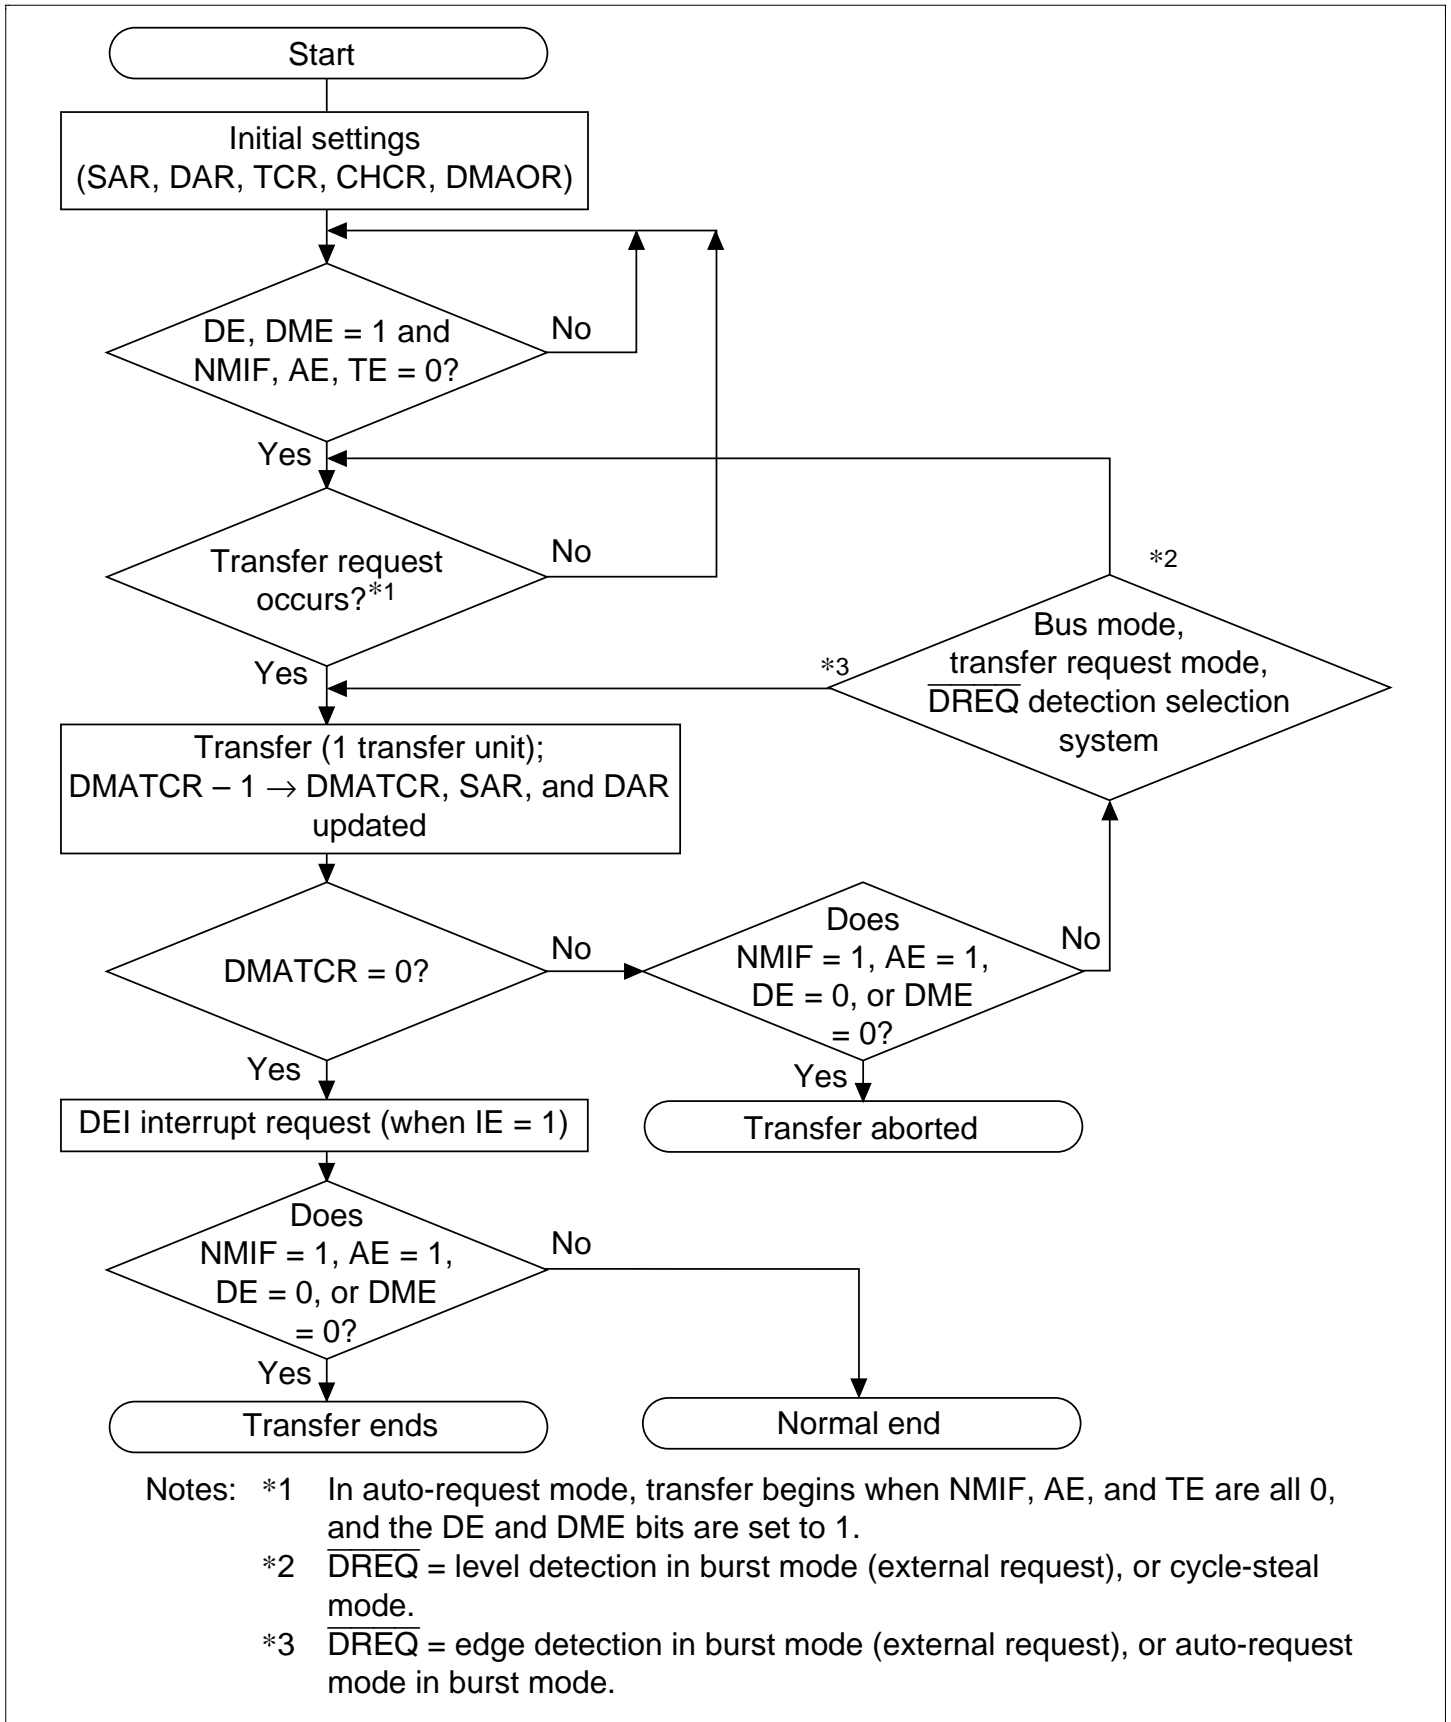 Start
Initial settings
(SAR, DAR, TCR, CHCR, DMAOR)
DE, DME = 1 and
NMIF, AE, TE = 0?
No
Yes
Transfer request
occurs?*1
No
Yes
*2
Bus mode,
transfer request mode,
D̅R̅E̅Q̅ detection selection
system
*3
Transfer (1 transfer unit);
DMATCR – 1 → DMATCR, SAR, and DAR
updated
DMATCR = 0?
No
Does
NMIF = 1, AE = 1,
DE = 0, or DME
= 0?
No
Yes
Yes
DEI interrupt request (when IE = 1)
Transfer aborted
Does
NMIF = 1, AE = 1,
DE = 0, or DME
= 0?
No
Yes
Transfer ends
Normal end
Notes: *1 In auto-request mode, transfer begins when NMIF, AE, and TE are all 0,
and the DE and DME bits are set to 1.
*2 D̅R̅E̅Q̅ = level detection in burst mode (external request), or cycle-steal
mode.
*3 D̅R̅E̅Q̅ = edge detection in burst mode (external request), or auto-request
mode in burst mode.